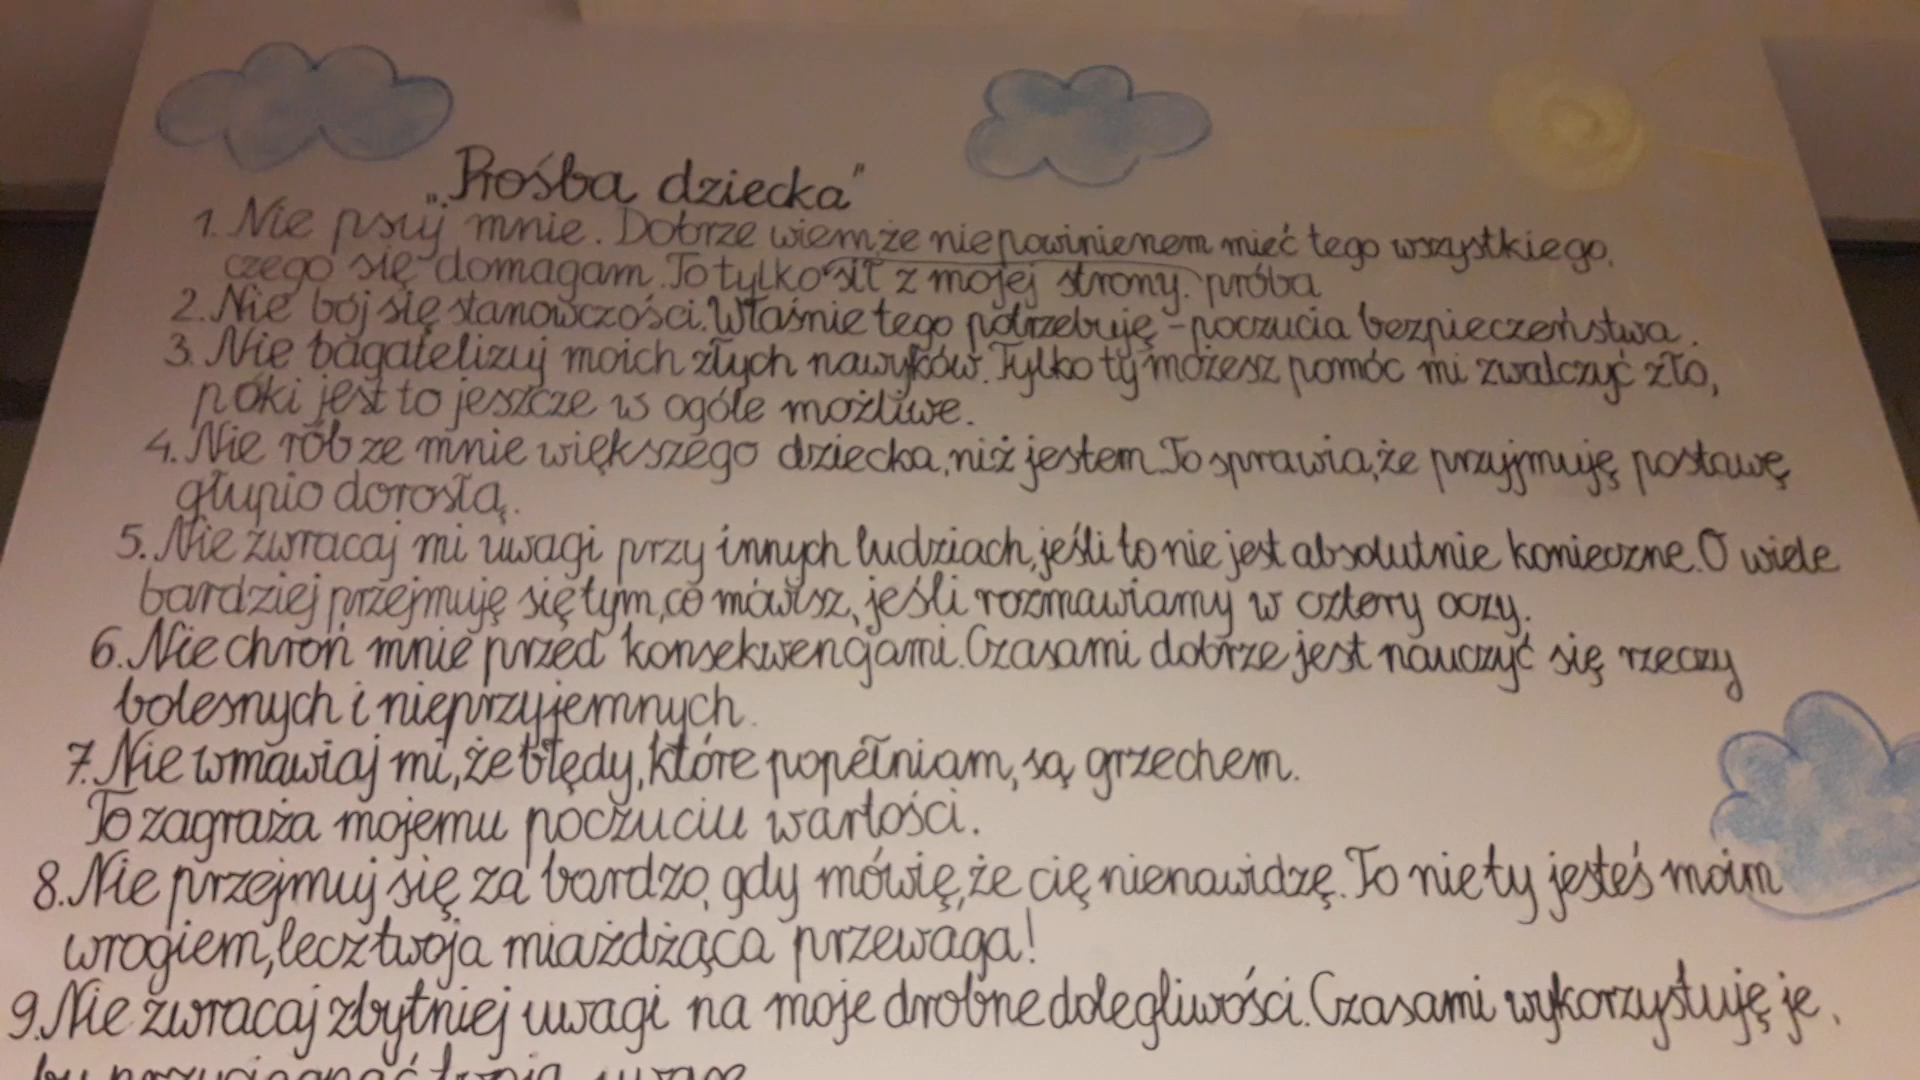 „Prośba dziecka"
1. Nie psuj mnie. Dobrze wiem, że nie powinienem mieć tego wszystkiego,
czego się domagam. To tylko sił z mojej strony. próba
2. Nie bój się stanowczości. Właśnie tego potrzebuję - poczucia bezpieczeństwa.
3. Nie bagatelizuj moich złych nawyków. Tylko ty możesz pomóc mi zwalczyć zło,
póki jest to jeszcze w ogóle możliwe.
4. Nie rób ze mnie większego dziecka, niż jestem. To sprawia, że przyjmuję postawę
głupio dorosłą.
5. Nie zwracaj mi uwagi przy innych ludziach, jeśli to nie jest absolutnie konieczne. O wiele
bardziej przejmuję się tym, co mówisz, jeśli rozmawiamy w cztery oczy.
6. Nie chroń mnie przed konsekwencjami. Czasami dobrze jest nauczyć się rzeczy
bolesnych i nieprzyjemnych.
7. Nie wmawiaj mi, że błędy, które popełniam, są grzechem.
To zagraża mojemu poczuciu wartości.
8. Nie przejmuj się za bardzo, gdy mówię, że cię nienawidzę. To nie ty jesteś moim
wrogiem, lecz twoja miażdżąca przewaga!
9. Nie zwracaj zbytniej uwagi na moje drobne dolegliwości. Czasami wykorzystuję je,
by przyciągnąć twoją uwagę